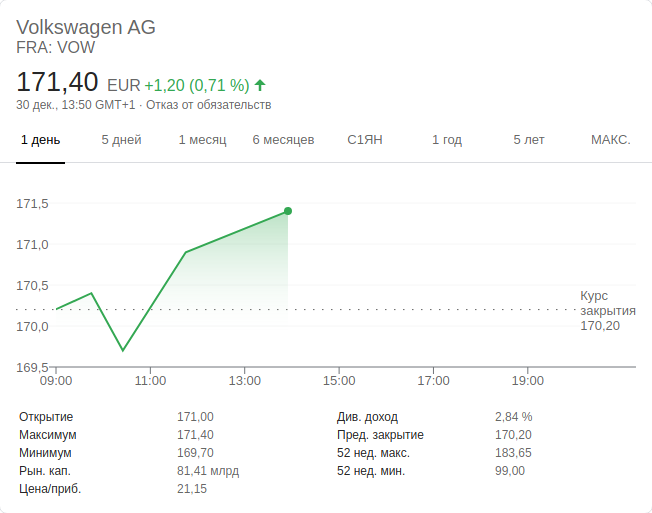 Volkswagen AG
FRA: VOW
171,40 EUR +1,20 (0,71 %)
30 дек., 13:50 GMT+1 · Отказ от обязательств
1 день 5 дней 1 месяц 6 месяцев С1ЯН 1 год 5 лет МАКС.
171,5
171,0
170,5
Курс
закрытия
170,20
170,0
169,5
09:00 11:00 13:00 15:00 17:00 19:00
Открытие 171,00 Див. доход 2,84 %
Максимум 171,40 Пред. закрытие 170,20
Минимум 169,70 52 нед. макс. 183,65
Рын. кап. 81,41 млрд 52 нед. мин. 99,00
Цена/приб. 21,15